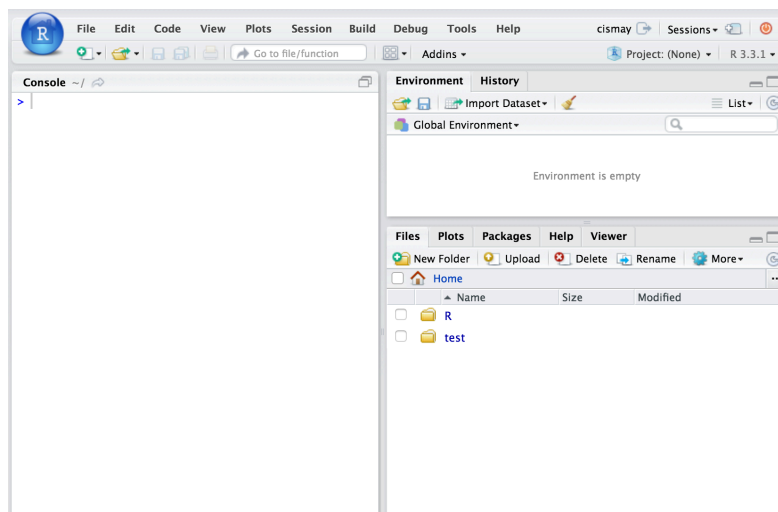 R File Edit Code View Plots Session Build Debug Tools Help cismay Sessions
Go to file/function Addins R Project: (None) R 3.3.1
Console ~/
>
Environment History
Import Dataset List
Global Environment
Environment is empty
Files Plots Packages Help Viewer
New Folder Upload Delete Rename More
Home
Name Size Modified
R
test